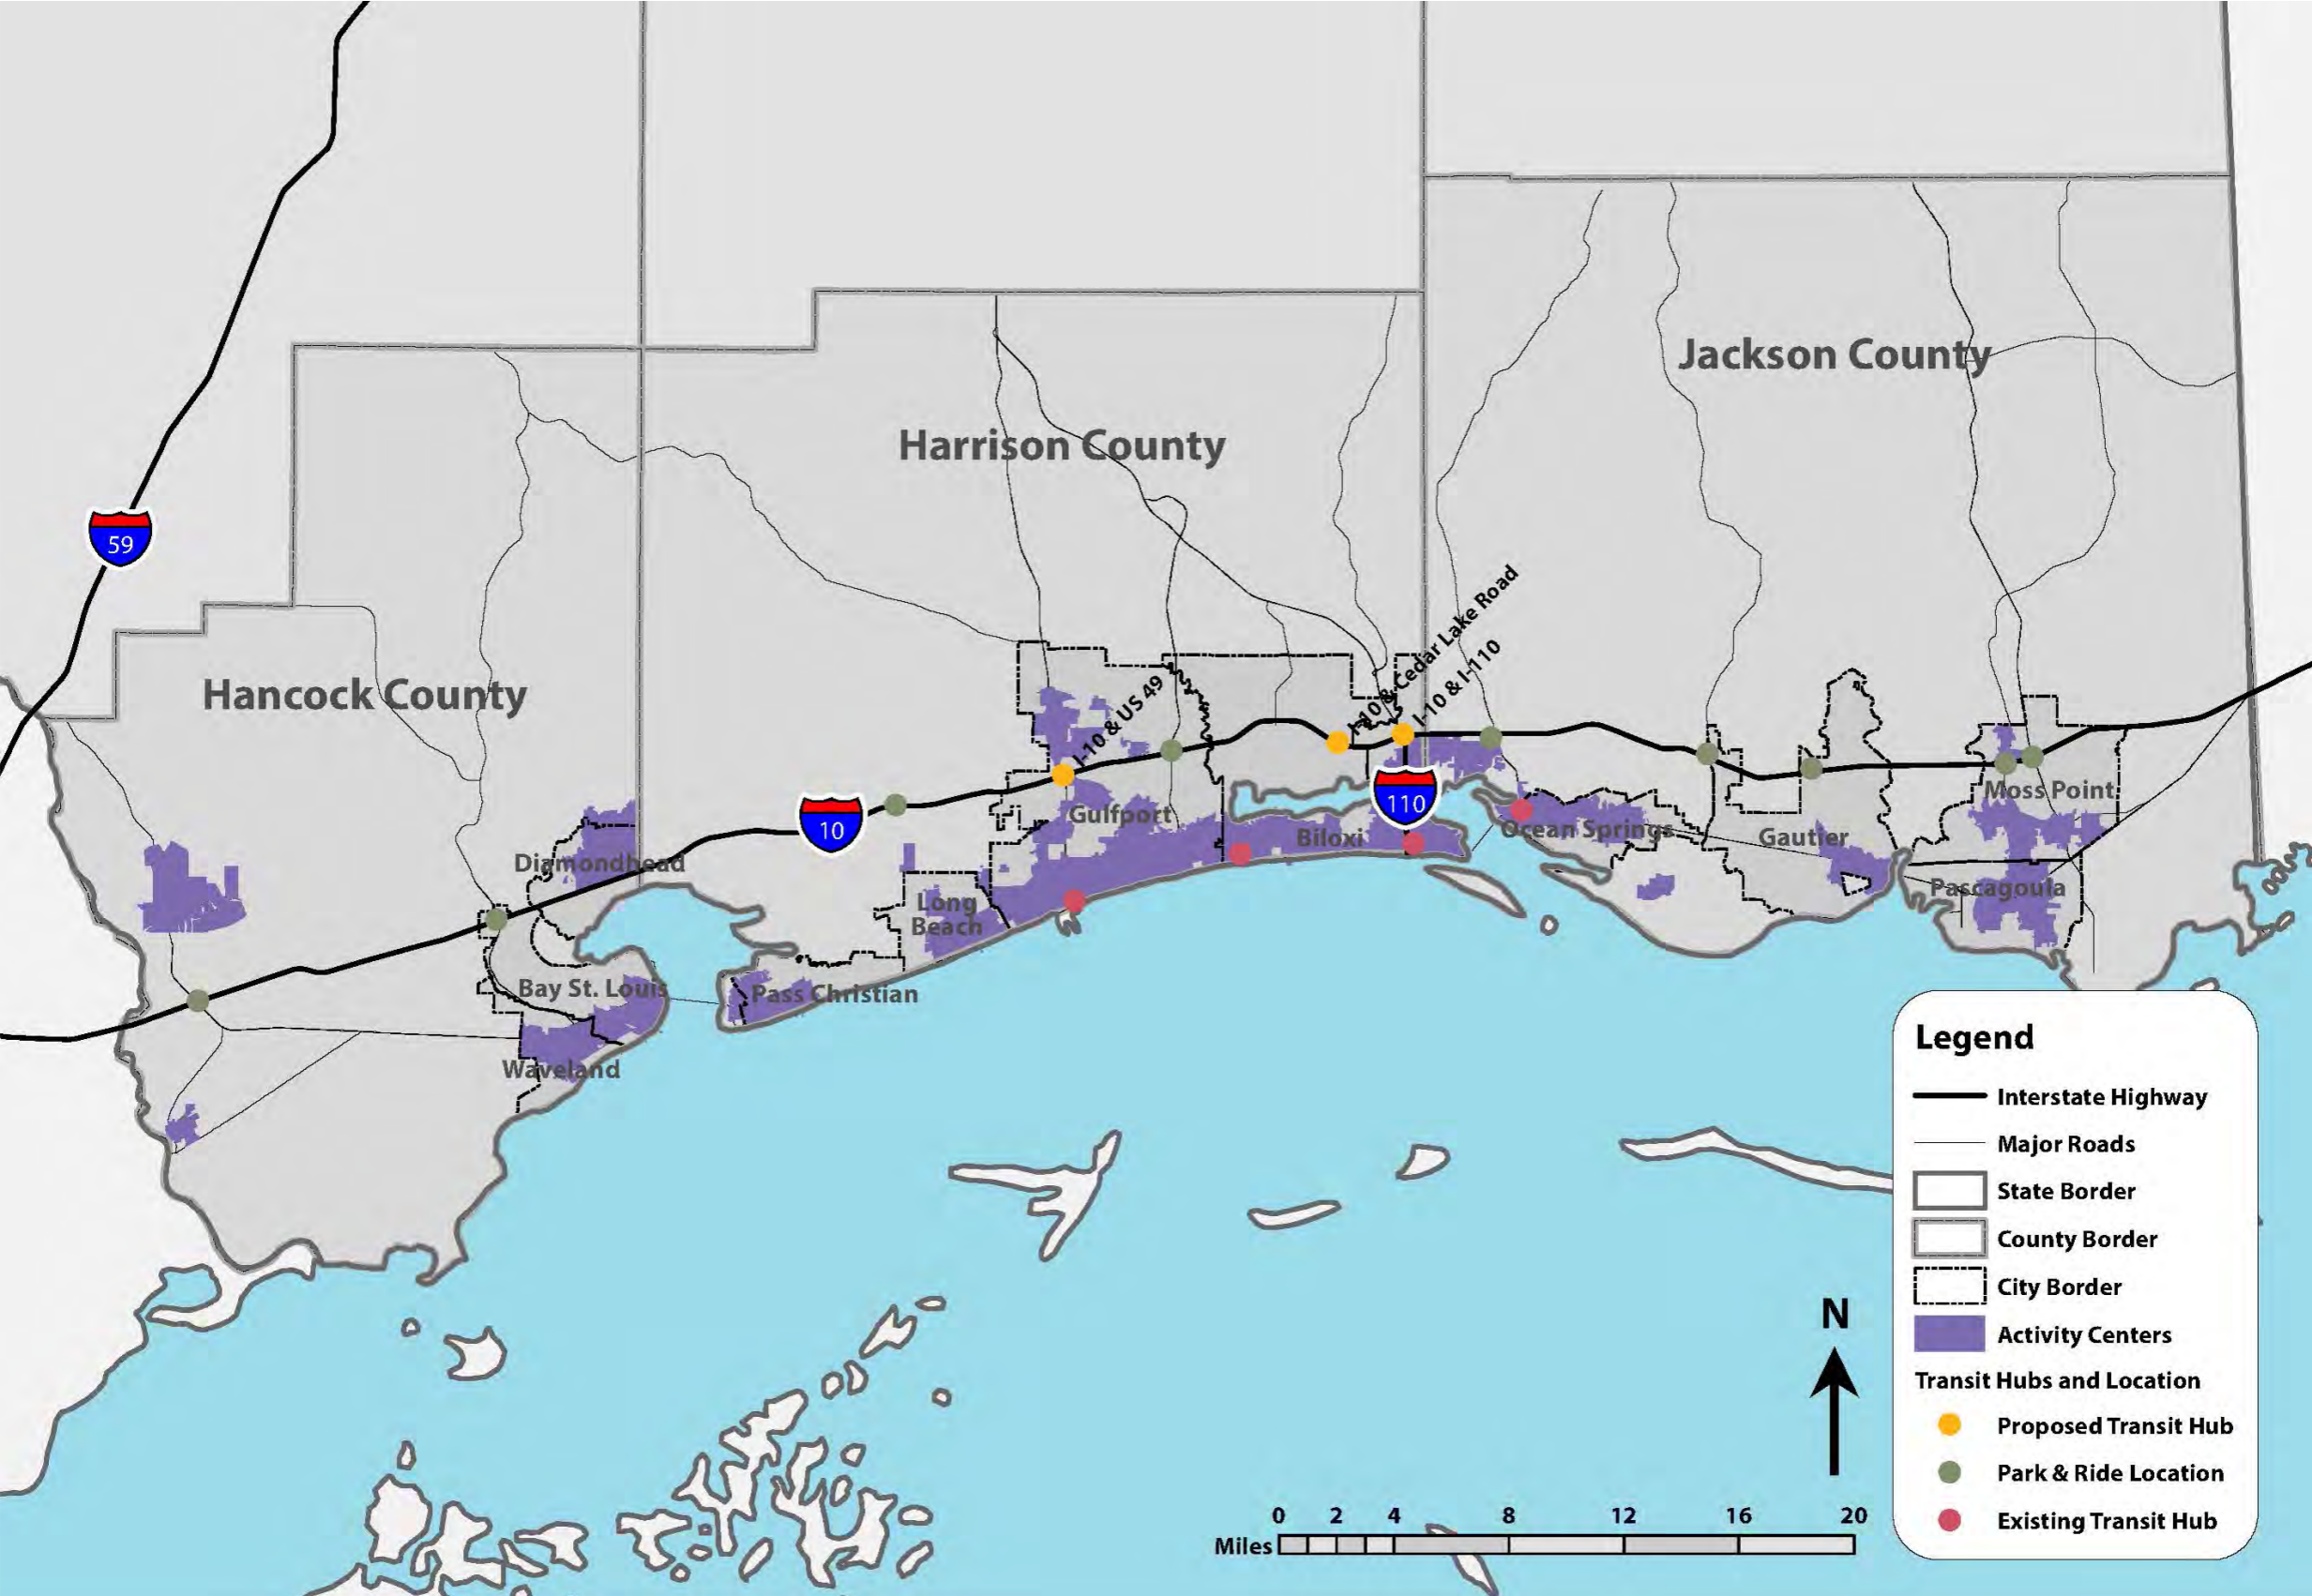 Jackson County
Harrison County
59
I-10 & Cedar Lake Road
I-10 & I-110
I-10 & US 49
Hancock County
10
110
Gulfport
Biloxi
Ocean Springs
Gautier
Moss Point
Pascagoula
Diamondhead
Long
Beach
Bay St. Louis
Pass Christian
Waveland
Legend
Interstate Highway
Major Roads
State Border
County Border
City Border
Activity Centers
Transit Hubs and Location
Proposed Transit Hub
Park & Ride Location
Existing Transit Hub
N
0 2 4 8 12 16 20
Miles